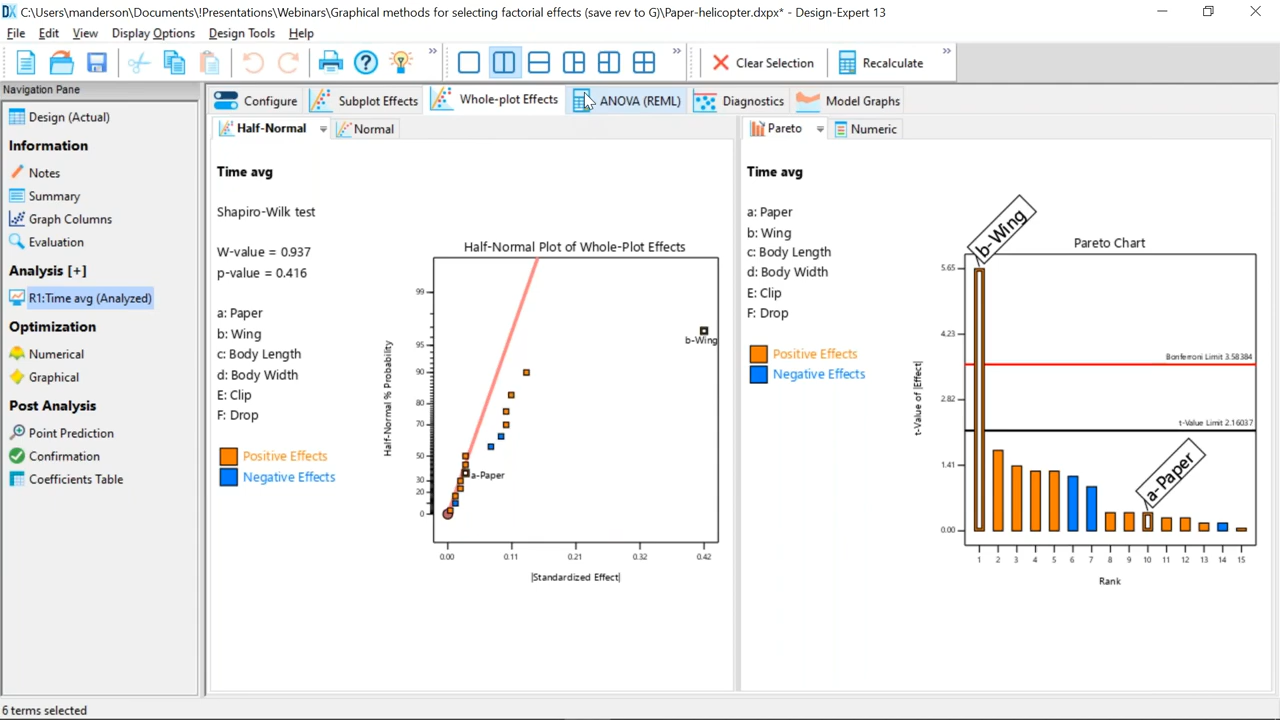 C:\Users\manderson\Documents\!Presentations\Webinars\Graphical methods for selecting factorial effects (save rev to G)\Paper-helicopter.dxpx* - Design-Expert 13
File Edit View Display Options Design Tools Help
Clear Selection
Recalculate
Navigation Pane
Design (Actual)
Information
Notes
Summary
Graph Columns
Evaluation
Analysis [+]
R1:Time avg (Analyzed)
Optimization
Numerical
Graphical
Post Analysis
Point Prediction
Confirmation
Coefficients Table
Configure Subplot Effects Whole-plot Effects ANOVA (REML) Diagnostics Model Graphs
Half-Normal Normal
Time avg
Shapiro-Wilk test
W-value = 0.937
p-value = 0.416
a: Paper
b: Wing
c: Body Length
d: Body Width
E: Clip
F: Drop
Positive Effects
Negative Effects
Half-Normal Plot of Whole-Plot Effects
Half-Normal % Probability
99
95
90
80
70
50
30
20
0
b-Wing
a-Paper
0.00 0.11 0.21 0.32 0.42
|Standardized Effect|
Pareto Numeric
Time avg
a: Paper
b: Wing
c: Body Length
d: Body Width
E: Clip
F: Drop
Positive Effects
Negative Effects
Pareto Chart
t-Value of |Effect|
5.65
4.23
2.82
1.41
0.00
b-Wing
Bonferroni Limit 3.58384
t-Value Limit 2.16037
a-Paper
1 2 3 4 5 6 7 8 9 10 11 12 13 14 15
Rank
6 terms selected